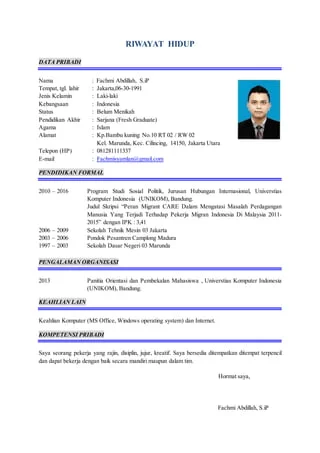 RIWAYAT HIDUP
DATA PRIBADI
Nama : Fachmi Abdillah, S.iP
Tempat, tgl. lahir : Jakarta,06-30-1991
Jenis Kelamin : Laki-laki
Kebangsaan : Indonesia
Status : Belum Menikah
Pendidikan Akhir : Sarjana (Fresh Graduate)
Agama : Islam
Alamat : Kp.Bambu kuning No.10 RT 02 / RW 02
Kel. Marunda, Kec. Cilincing, 14150, Jakarta Utara
Telepon (HP) : 081281111337
E-mail : Fachmisyamlan@gmail.com
PENDIDIKAN FORMAL
2010 – 2016 Program Studi Sosial Politik, Jurusan Hubungan Internasional, Universtias
Komputer Indonesia (UNIKOM), Bandung.
Judul Skripsi “Peran Migrant CARE Dalam Mengatasi Masalah Perdagangan
Manusia Yang Terjadi Terhadap Pekerja Migran Indonesia Di Malaysia 2011-
2015” dengan IPK : 3,41
2006 – 2009 Sekolah Tehnik Mesin 03 Jakarta
2003 – 2006 Pondok Pesantren Camplong Madura
1997 – 2003 Sekolah Dasar Negeri 03 Marunda
PENGALAMAN ORGANISASI
2013 Panitia Orientasi dan Pembekalan Mahasiswa , Universtias Komputer Indonesia
(UNIKOM), Bandung.
KEAHLIAN LAIN
Keahlian Komputer (MS Office, Windows operating system) dan Internet.
KOMPETENSI PRIBADI
Saya seorang pekerja yang rajin, disiplin, jujur, kreatif. Saya bersedia ditempatkan ditempat terpencil
dan dapat bekerja dengan baik secara mandiri maupun dalam tim.
Hormat saya,
Fachmi Abdillah, S.iP